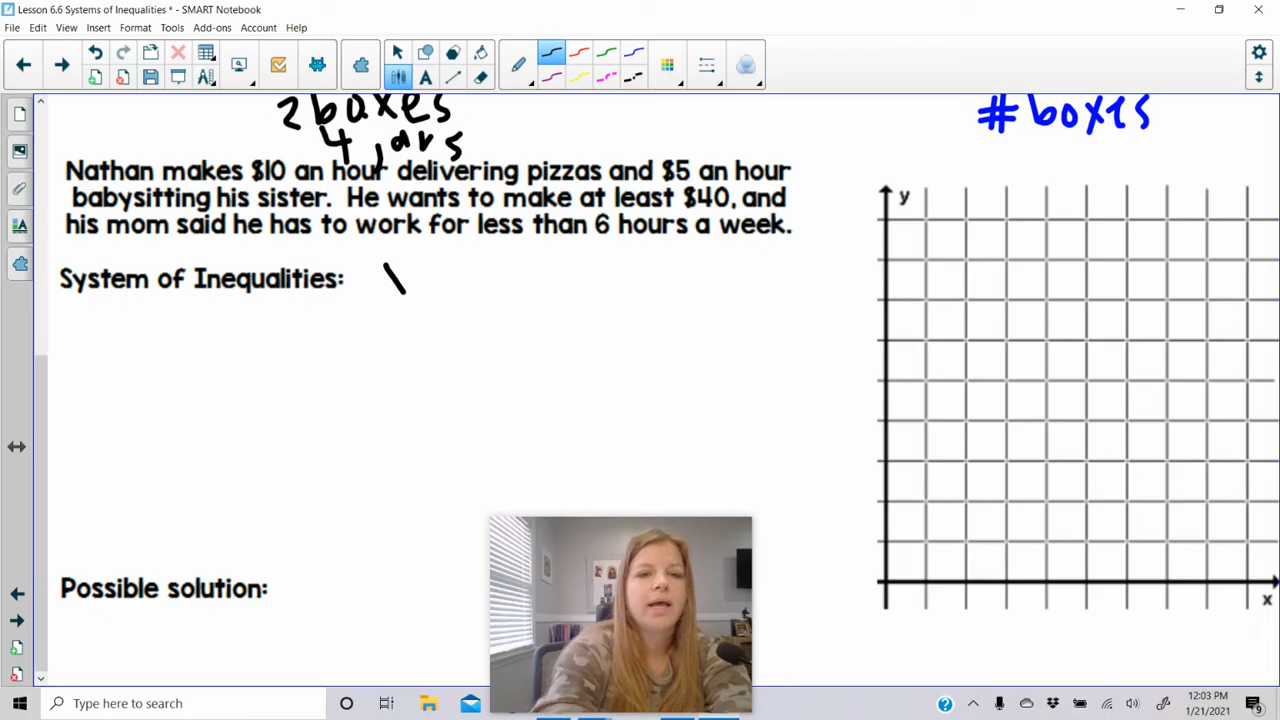 Lesson 6.6 Systems of Inequalities * - SMART Notebook
File Edit View Insert Format Tools Add-ons Account Help
2 boxes
4 jars
# boxes
Nathan makes $10 an hour delivering pizzas and $5 an hour
babysitting his sister. He wants to make at least $40, and
his mom said he has to work for less than 6 hours a week.
System of Inequalities:
Possible solution:
y
x
Type here to search
12:03 PM
1/21/2021
9